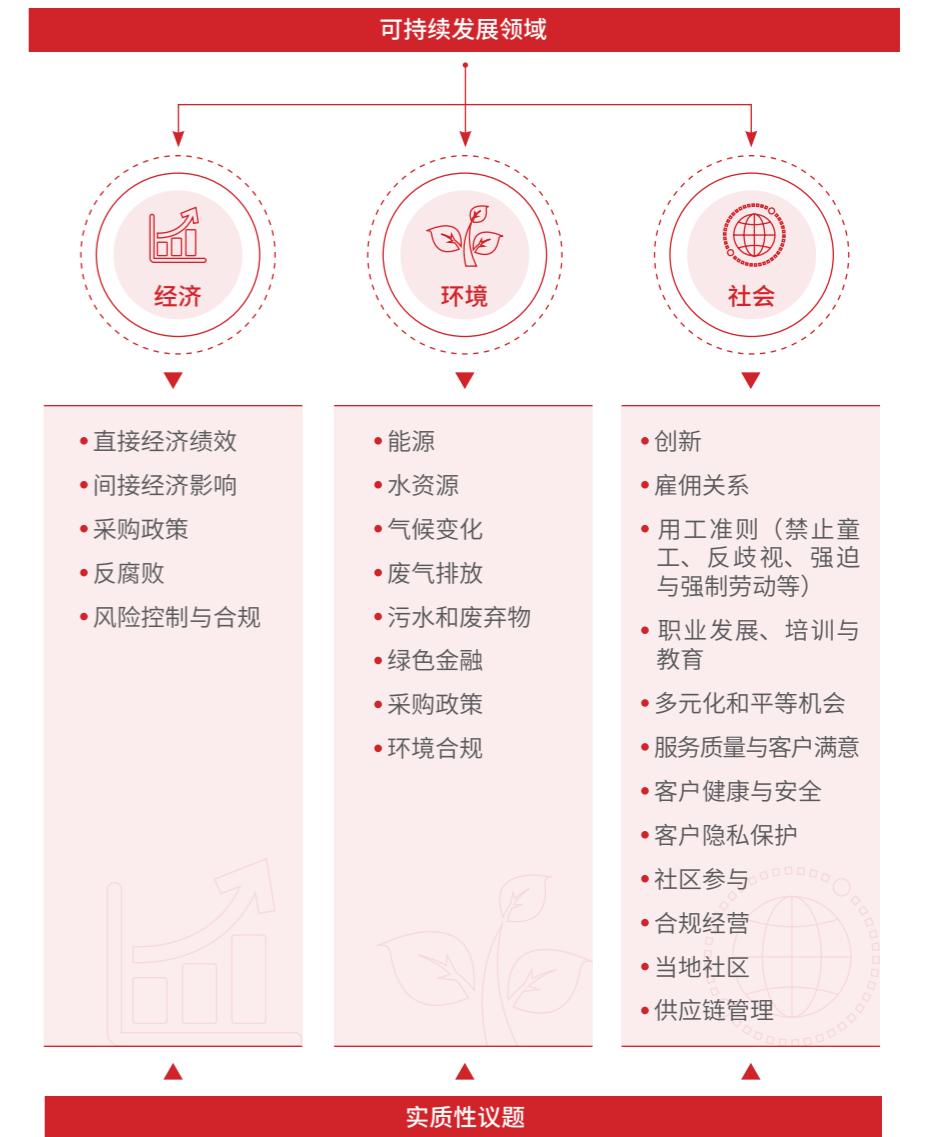 可持续发展领域
经济
环境
社会
•直接经济绩效
•间接经济影响
•采购政策
•反腐败
•风险控制与合规
•能源
•水资源
•气候变化
•废气排放
•污水和废弃物
•绿色金融
•采购政策
•环境合规
•创新
•雇佣关系
•用工准则（禁止童
工、反歧视、强迫
与强制劳动等）
•职业发展、培训与
教育
•多元化和平等机会
•服务质量与客户满意
•客户健康与安全
•客户隐私保护
•社区参与
•合规经营
•当地社区
•供应链管理
实质性议题